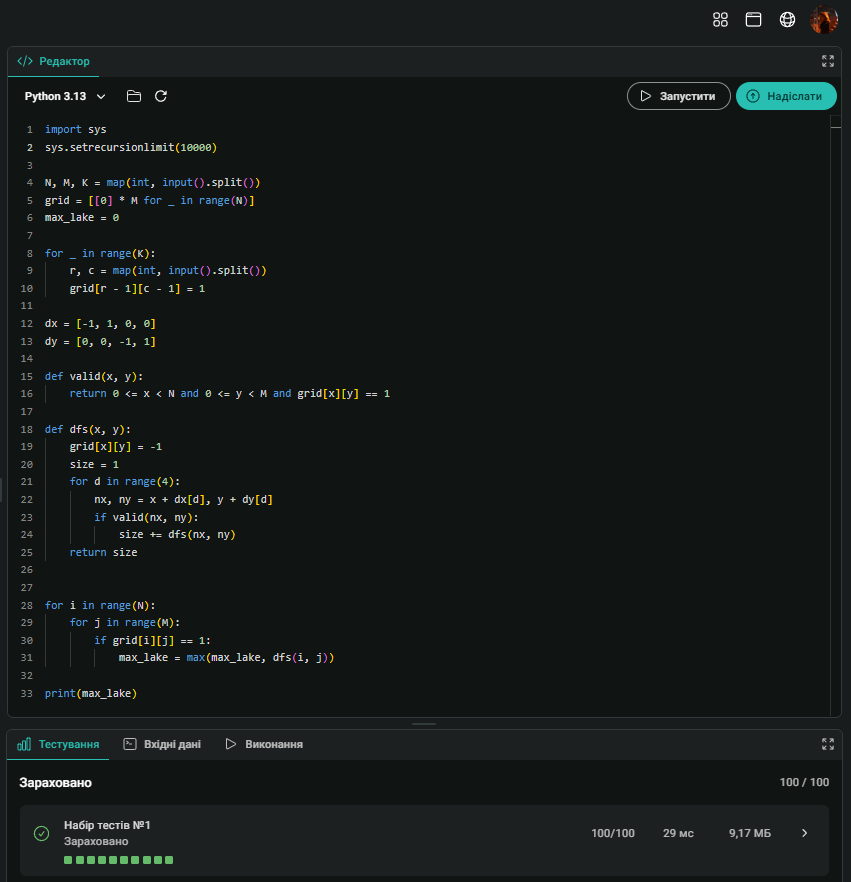 </> Редактор
Python 3.13
Запустити
Надіслати
1 import sys
2 sys.setrecursionlimit(10000)
3
4 N, M, K = map(int, input().split())
5 grid = [[0] * M for _ in range(N)]
6 max_lake = 0
7
8 for _ in range(K):
9     r, c = map(int, input().split())
10     grid[r - 1][c - 1] = 1
11
12 dx = [-1, 1, 0, 0]
13 dy = [0, 0, -1, 1]
14
15 def valid(x, y):
16     return 0 <= x < N and 0 <= y < M and grid[x][y] == 1
17
18 def dfs(x, y):
19     grid[x][y] = -1
20     size = 1
21     for d in range(4):
22         nx, ny = x + dx[d], y + dy[d]
23         if valid(nx, ny):
24             size += dfs(nx, ny)
25     return size
26
27
28 for i in range(N):
29     for j in range(M):
30         if grid[i][j] == 1:
31             max_lake = max(max_lake, dfs(i, j))
32
33 print(max_lake)
Тестування
Вхідні дані
Виконання
Зараховано
100 / 100
Набір тестів №1
Зараховано
100/100
29 мс
9,17 МБ